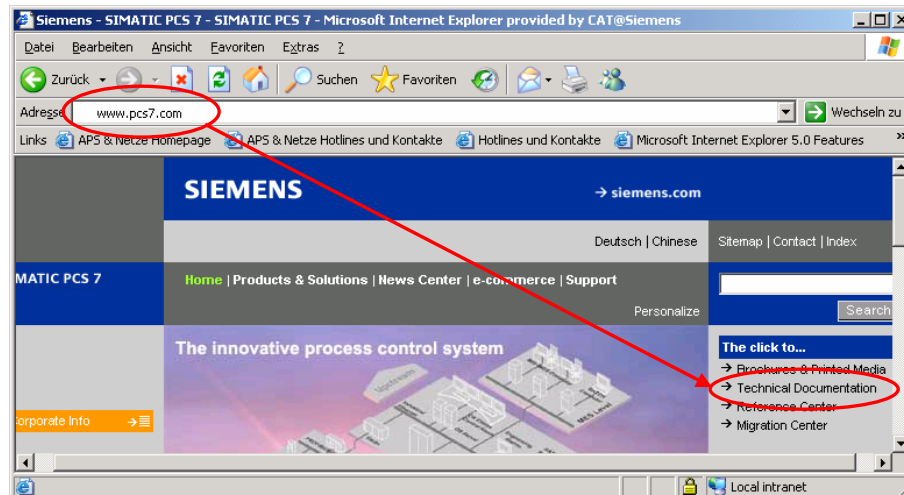 Siemens - SIMATIC PCS 7 - SIMATIC PCS 7 - Microsoft Internet Explorer provided by CAT@Siemens
Datei Bearbeiten Ansicht Favoriten Extras ?
Zurück Suchen Favoriten
Adresse www.pcs7.com Wechseln zu
Links APS & Netze Homepage APS & Netze Hotlines und Kontakte Hotlines und Kontakte Microsoft Internet Explorer 5.0 Features »
SIEMENS → siemens.com
Deutsch | Chinese Sitemap | Contact | Index
MATIC PCS 7 Home | Products & Solutions | News Center | e-commerce | Support
Personalize Search
The innovative process control system The click to...
→ Brochures & Printed Media
→ Technical Documentation
→ Reference Center
orporate Info → Migration Center
Local intranet